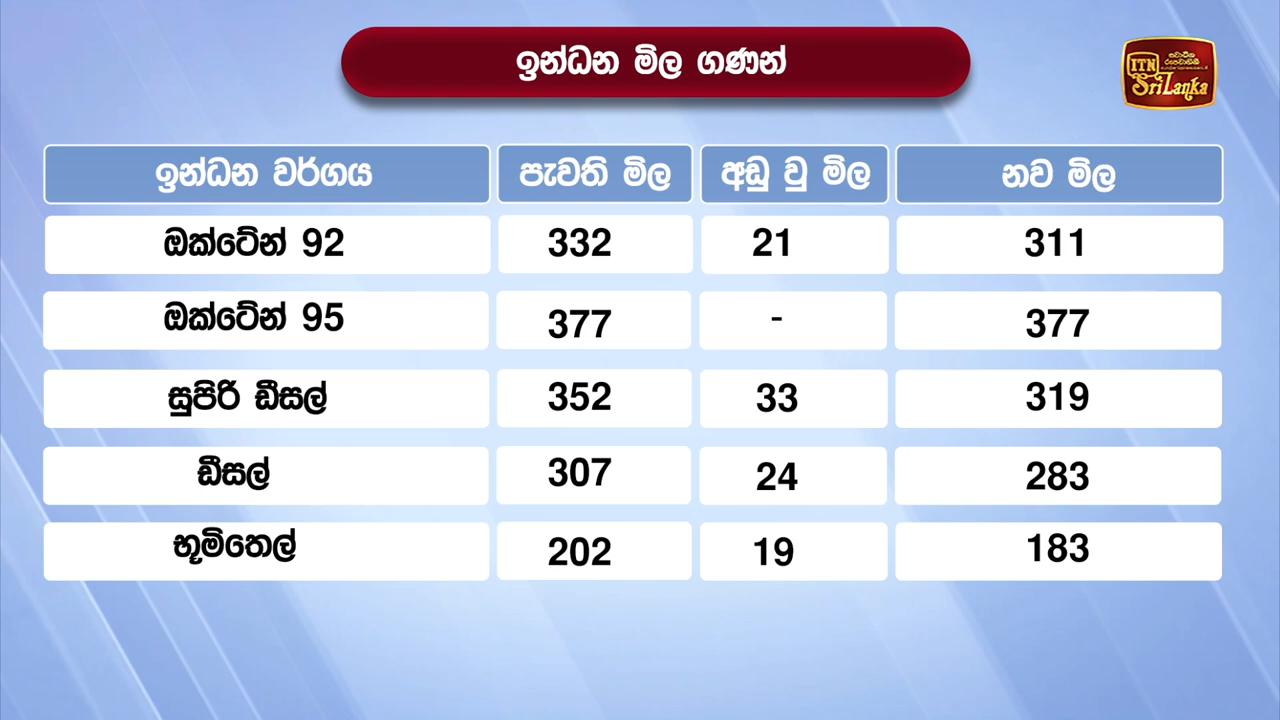 ඉන්ධන මිල ගණන්
ITN
SriLanka
ඉන්ධන වර්ගය පැවති මිල අඩු වු මිල නව මිල
ඔක්ටේන් 92 332 21 311
ඔක්ටේන් 95 377 - 377
සුපිරි ඩීසල් 352 33 319
ඩීසල් 307 24 283
භූමිතෙල් 202 19 183